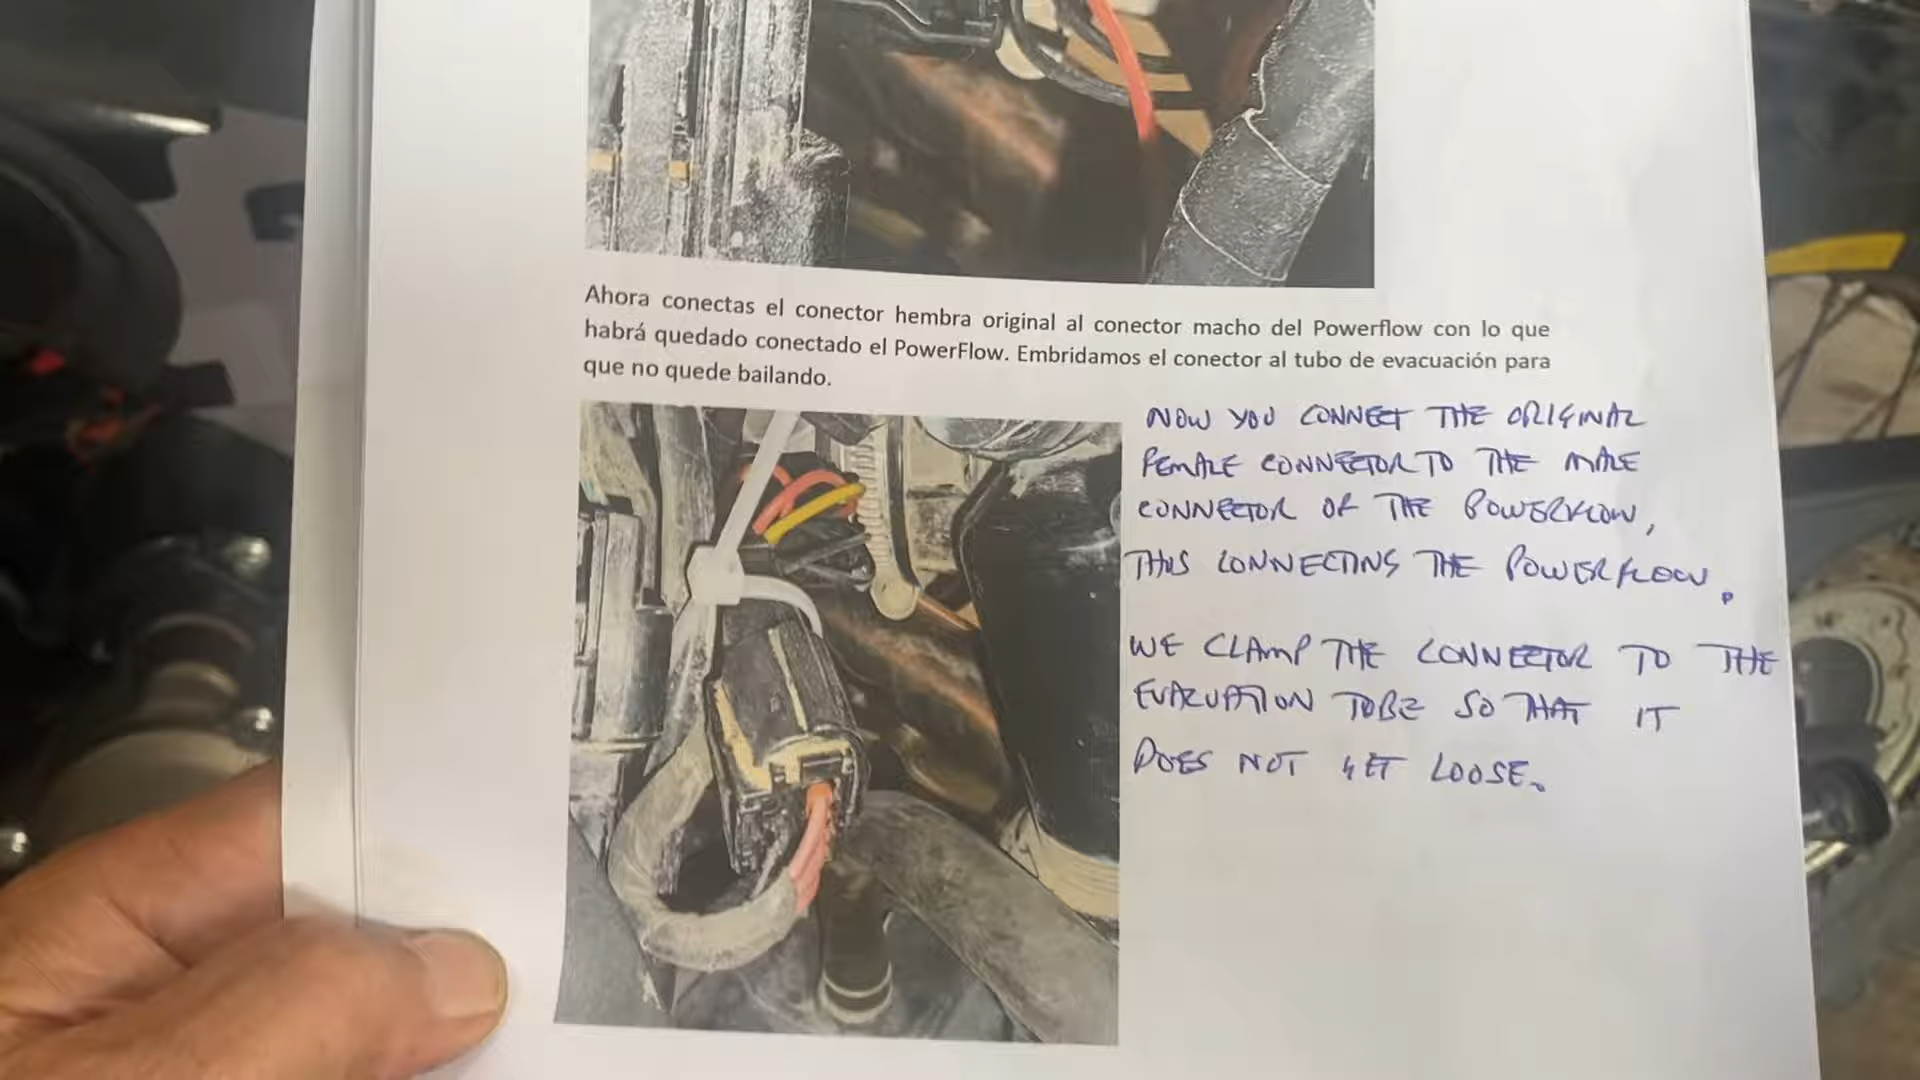 Ahora conectas el conector hembra original al conector macho del Powerflow con lo que
habrá quedado conectado el PowerFlow. Embridamos el conector al tubo de evacuación para
que no quede bailando.
NOW YOU CONNECT THE ORIGINAL
FEMALE CONNECTOR TO THE MALE
CONNECTOR OF THE POWERFLOW,
THUS CONNECTING THE POWERFLOW.
WE CLAMP THE CONNECTOR TO THE
EVACUATION TUBE SO THAT IT
DOES NOT GET LOOSE.